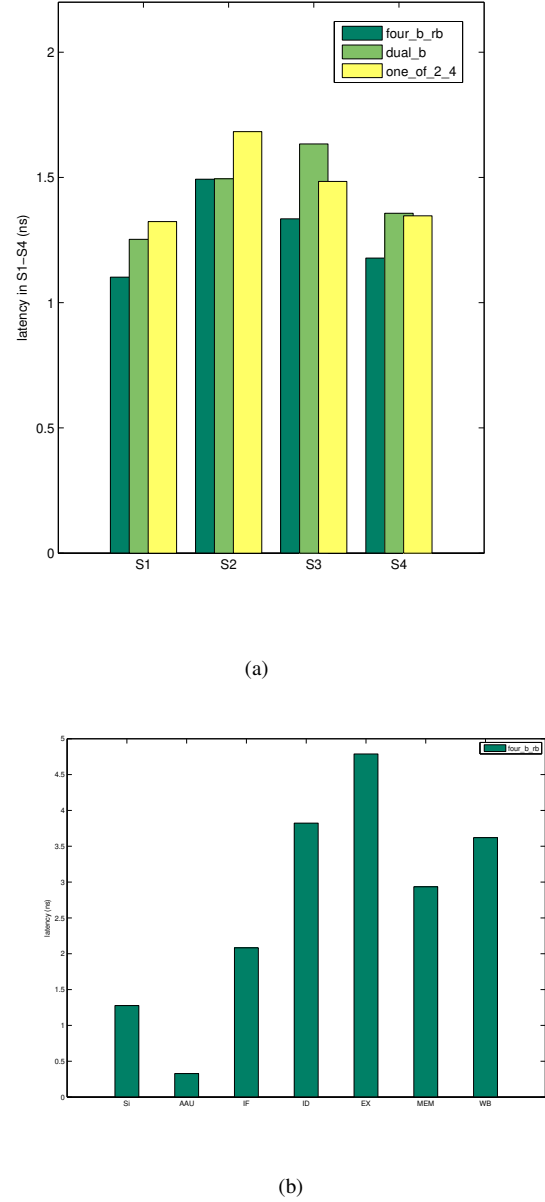 2
1.5
1
0.5
0
latency in S1−S4 (ns)
four_b_rb
dual_b
one_of_2_4
S1 S2 S3 S4
(a)
5
4.5
4
3.5
3
2.5
2
1.5
1
0.5
0
latency (ns)
four_b_rb
Si AAU IF ID EX MEM WB
(b)